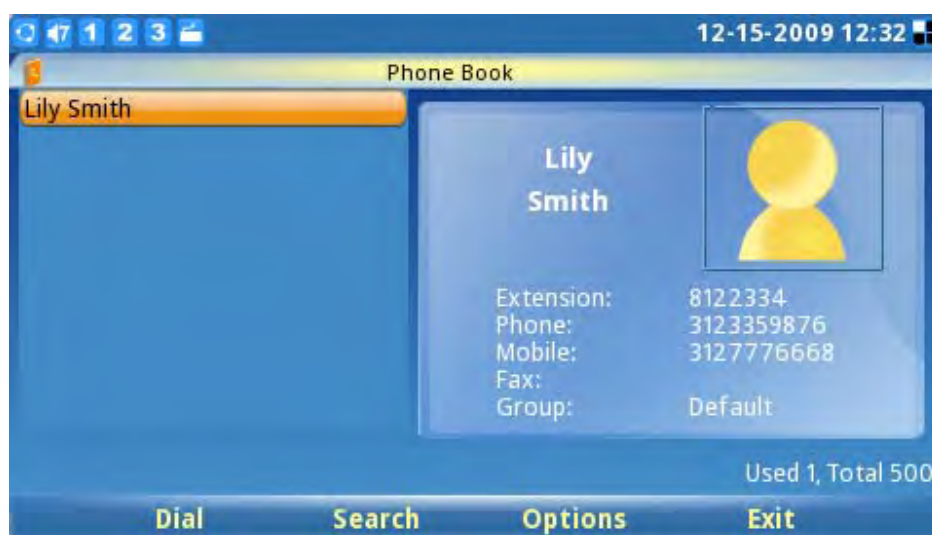 7 1 2 3 12-15-2009 12:32
Phone Book
Lily Smith
Lily
Smith
Extension: 8122334
Phone: 3123359876
Mobile: 3127776668
Fax:
Group: Default
Used 1, Total 500
Dial Search Options Exit